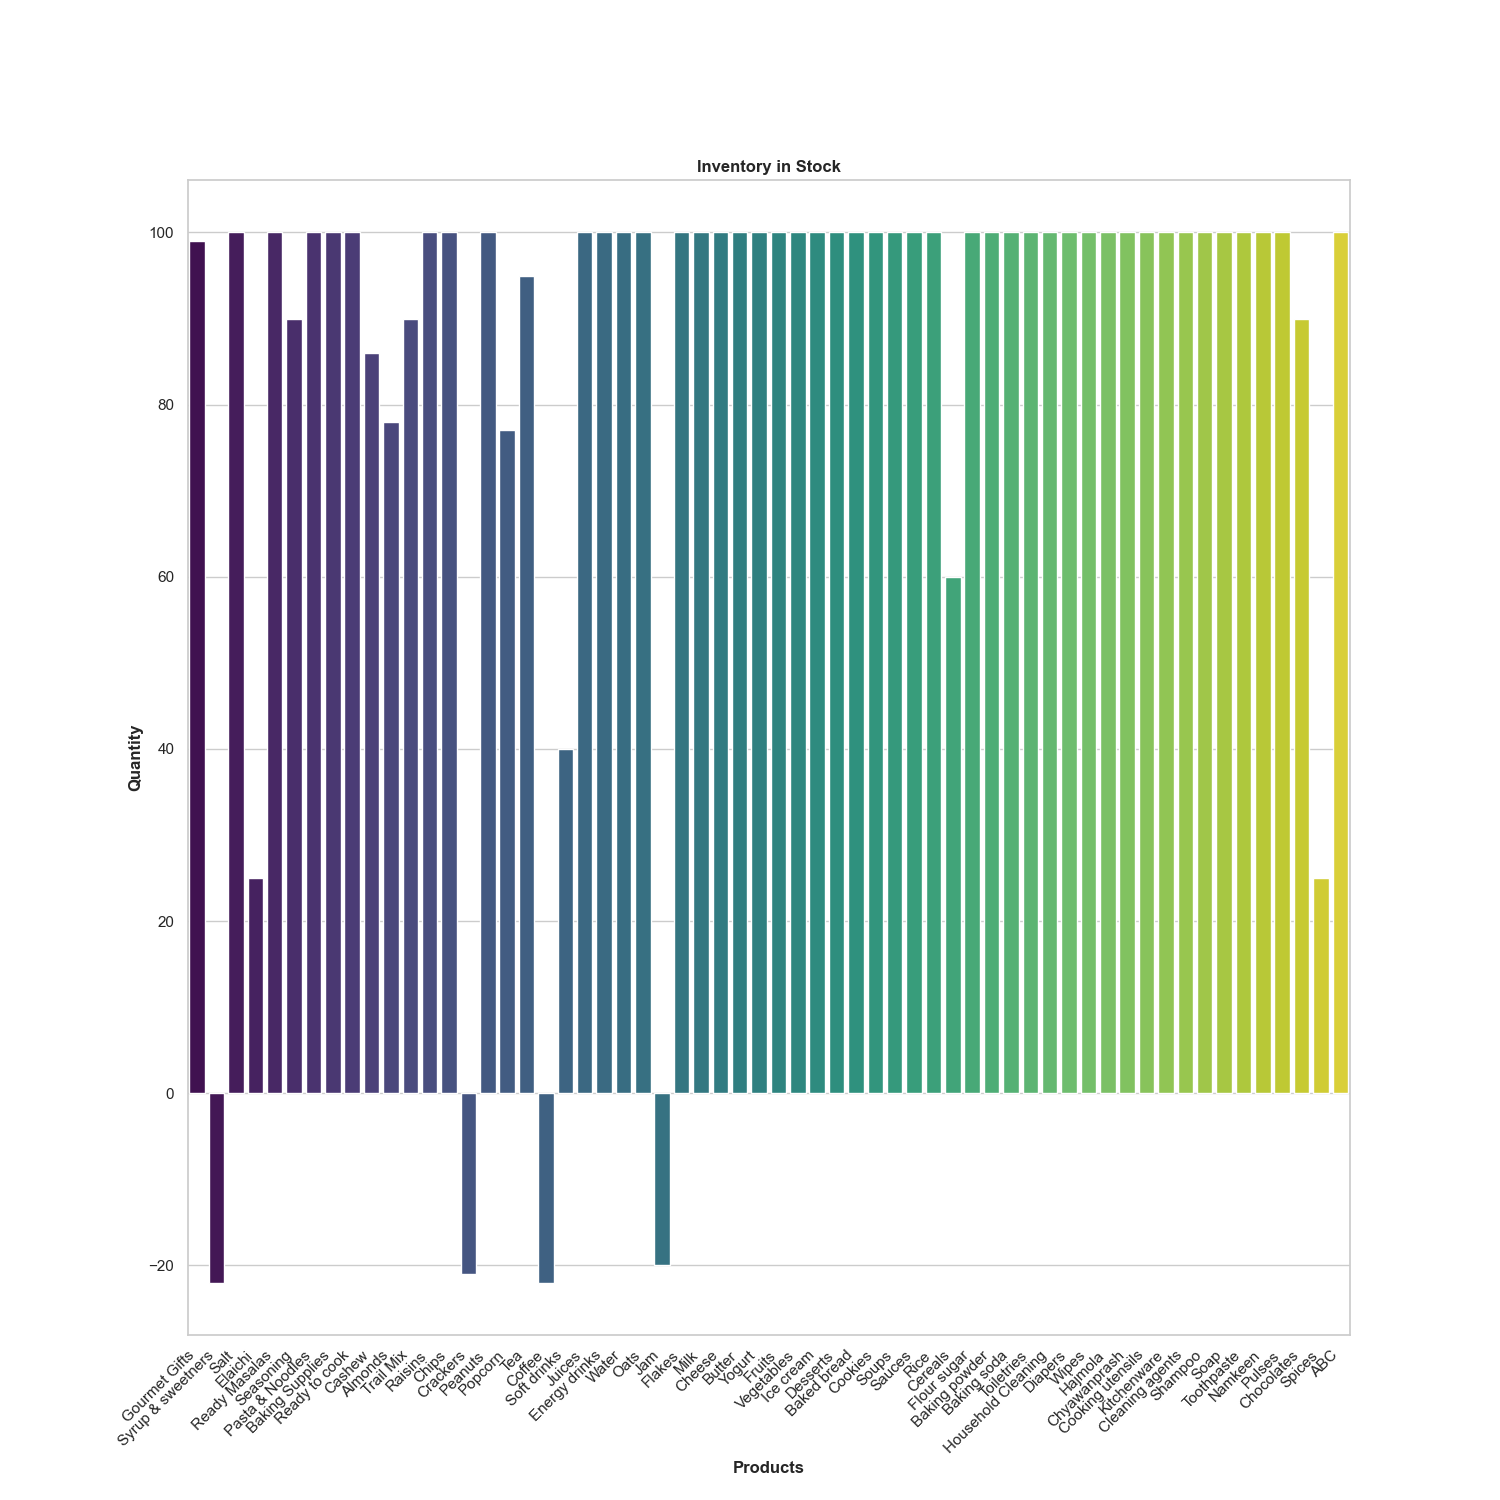 Inventory in Stock
100
80
60
40
20
0
−20
Quantity
Gourmet Gifts
Syrup & sweetners
Salt
Elaichi
Ready Masalas
Seasoning
Pasta & Noodles
Baking Supplies
Ready to cook
Cashew
Almonds
Trail Mix
Raisins
Chips
Crackers
Peanuts
Popcorn
Tea
Coffee
Soft drinks
Juices
Energy drinks
Water
Oats
Jam
Flakes
Milk
Cheese
Butter
Yogurt
Fruits
Vegetables
Ice cream
Desserts
Baked bread
Cookies
Soups
Sauces
Rice
Cereals
Flour sugar
Baking powder
Baking soda
Toiletries
Household Cleaning
Diapers
Wipes
Hajmola
Chyawanprash
Cooking utensils
Kitchenware
Cleaning agents
Shampoo
Soap
Toothpaste
Namkeen
Pulses
Chocolates
Spices
ABC
Products